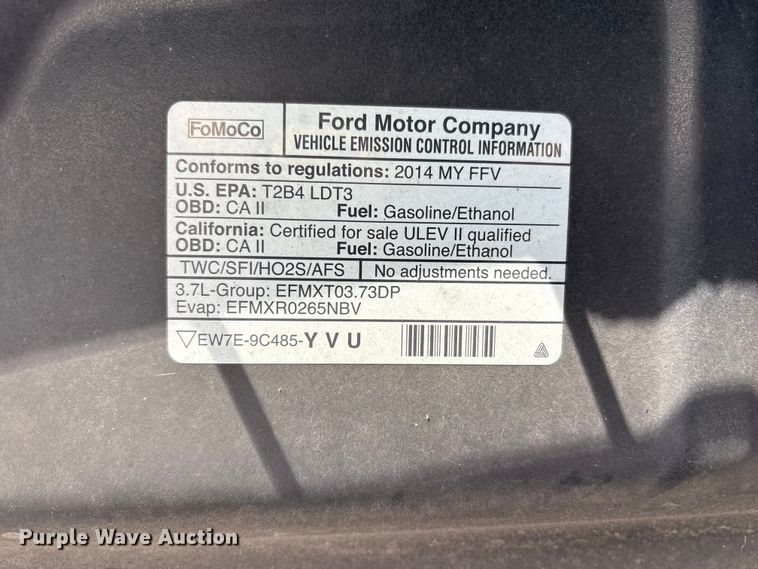 FoMoCo
Ford Motor Company
VEHICLE EMISSION CONTROL INFORMATION
Conforms to regulations: 2014 MY FFV
U.S. EPA: T2B4 LDT3
OBD: CA II Fuel: Gasoline/Ethanol
California: Certified for sale ULEV II qualified
OBD: CA II Fuel: Gasoline/Ethanol
TWC/SFI/HO2S/AFS No adjustments needed.
3.7L-Group: EFMXT03.73DP
Evap: EFMXR0265NBV
EW7E-9C485-Y V U
Purple Wave Auction